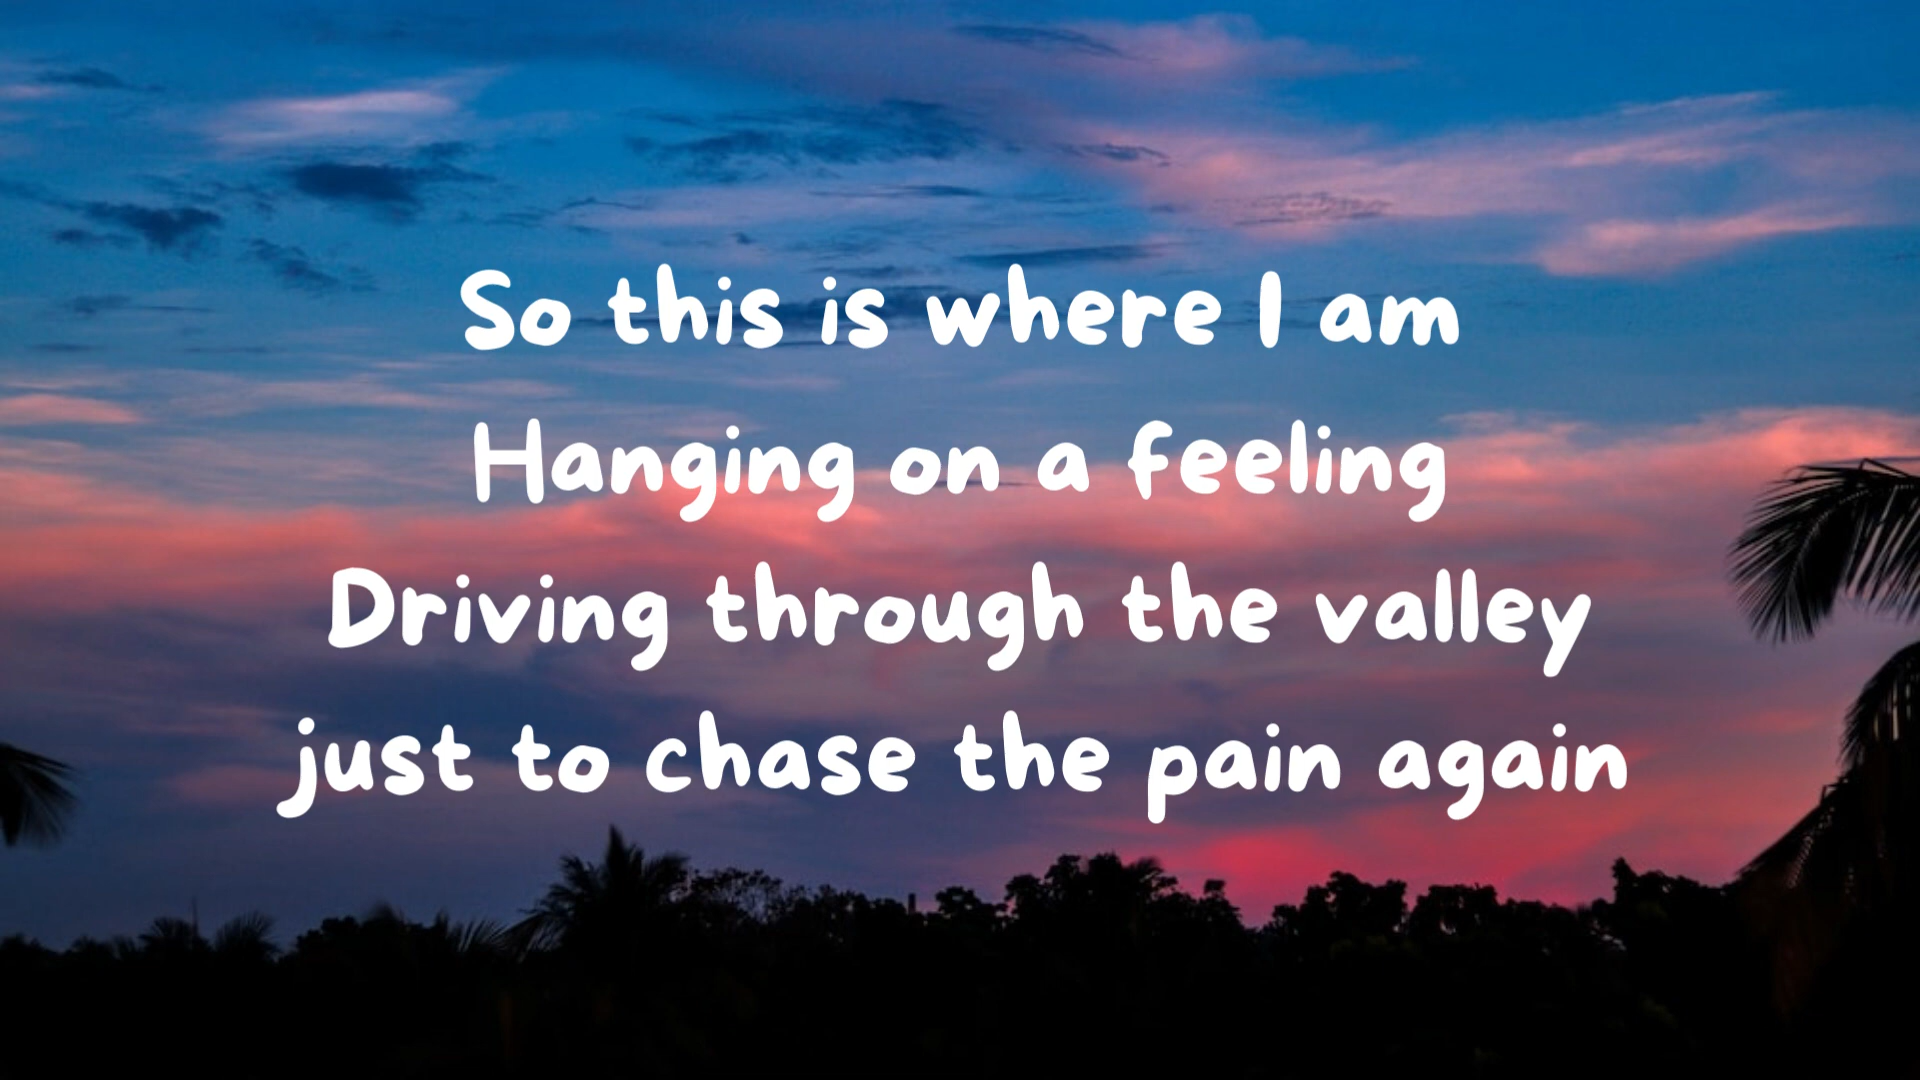 So this is where I am
Hanging on a feeling
Driving through the valley
just to chase the pain again